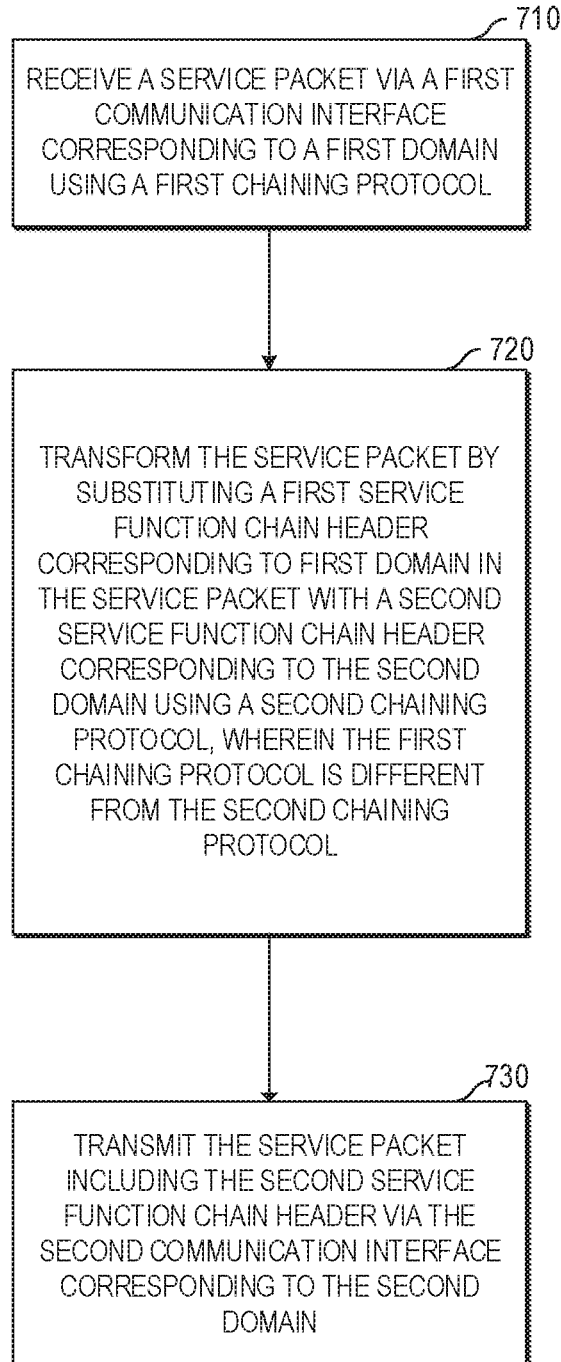 710
RECEIVE A SERVICE PACKET VIA A FIRST
COMMUNICATION INTERFACE
CORRESPONDING TO A FIRST DOMAIN
USING A FIRST CHAINING PROTOCOL
720
TRANSFORM THE SERVICE PACKET BY
SUBSTITUTING A FIRST SERVICE
FUNCTION CHAIN HEADER
CORRESPONDING TO FIRST DOMAIN IN
THE SERVICE PACKET WITH A SECOND
SERVICE FUNCTION CHAIN HEADER
CORRESPONDING TO THE SECOND
DOMAIN USING A SECOND CHAINING
PROTOCOL, WHEREIN THE FIRST
CHAINING PROTOCOL IS DIFFERENT
FROM THE SECOND CHAINING
PROTOCOL
730
TRANSMIT THE SERVICE PACKET
INCLUDING THE SECOND SERVICE
FUNCTION CHAIN HEADER VIA THE
SECOND COMMUNICATION INTERFACE
CORRESPONDING TO THE SECOND
DOMAIN